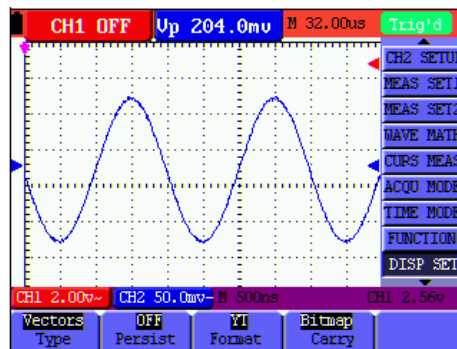 CH1 OFF Vp 204.0mv M 32.00us Trig'd
CH2 SETU
MEAS SET1
MEAS SET2
WAVE MATH
CURS MEAS
ACQU MODE
TIME MODE
FUNCTION
DISP SET
CH1 2.00v~ CH2 50.0mv- M 500ns CH1 2.56v
Vectors OFF YT Bitmap
Type Persist Format Carry